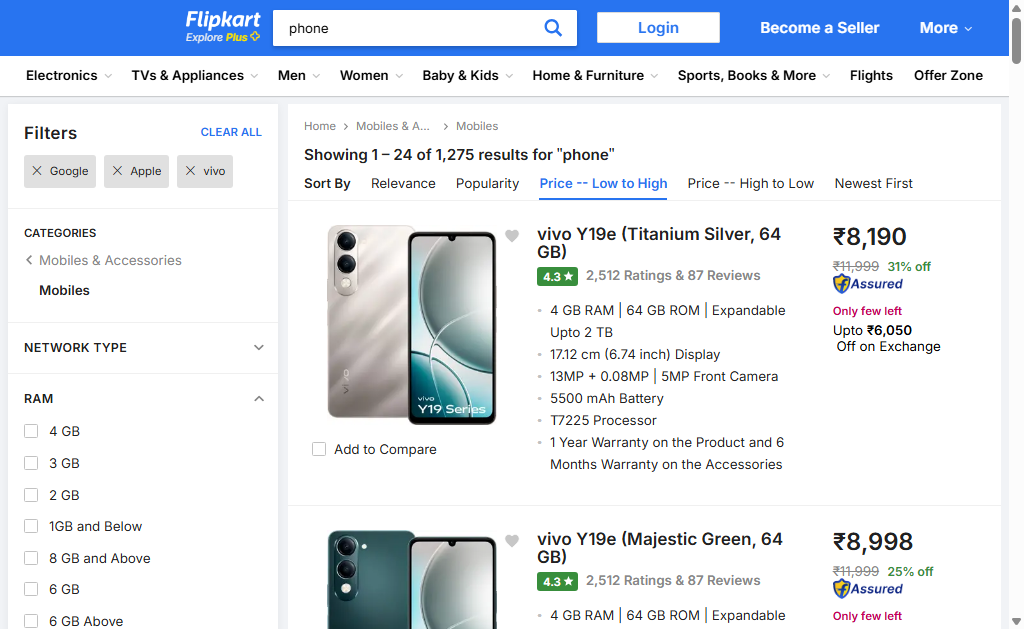 Flipkart
Explore Plus
phone
Login
Become a Seller
More
Electronics
TVs & Appliances
Men
Women
Baby & Kids
Home & Furniture
Sports, Books & More
Flights
Offer Zone
Filters
CLEAR ALL
Google
Apple
vivo
CATEGORIES
Mobiles & Accessories
Mobiles
NETWORK TYPE
RAM
4 GB
3 GB
2 GB
1GB and Below
8 GB and Above
6 GB
6 GB Above
Home
Mobiles & A...
Mobiles
Showing 1 – 24 of 1,275 results for "phone"
Sort By
Relevance
Popularity
Price -- Low to High
Price -- High to Low
Newest First
vivo
vivo
Y19 Series
Add to Compare
vivo Y19e (Titanium Silver, 64
GB)
4.3★
2,512 Ratings & 87 Reviews
4 GB RAM | 64 GB ROM | Expandable
Upto 2 TB
17.12 cm (6.74 inch) Display
13MP + 0.08MP | 5MP Front Camera
5500 mAh Battery
T7225 Processor
1 Year Warranty on the Product and 6
Months Warranty on the Accessories
₹8,190
₹11,999 31% off
Assured
Only few left
Upto ₹6,050
Off on Exchange
vivo Y19e (Majestic Green, 64
GB)
4.3★
2,512 Ratings & 87 Reviews
4 GB RAM | 64 GB ROM | Expandable
₹8,998
₹11,999 25% off
Assured
Only few left